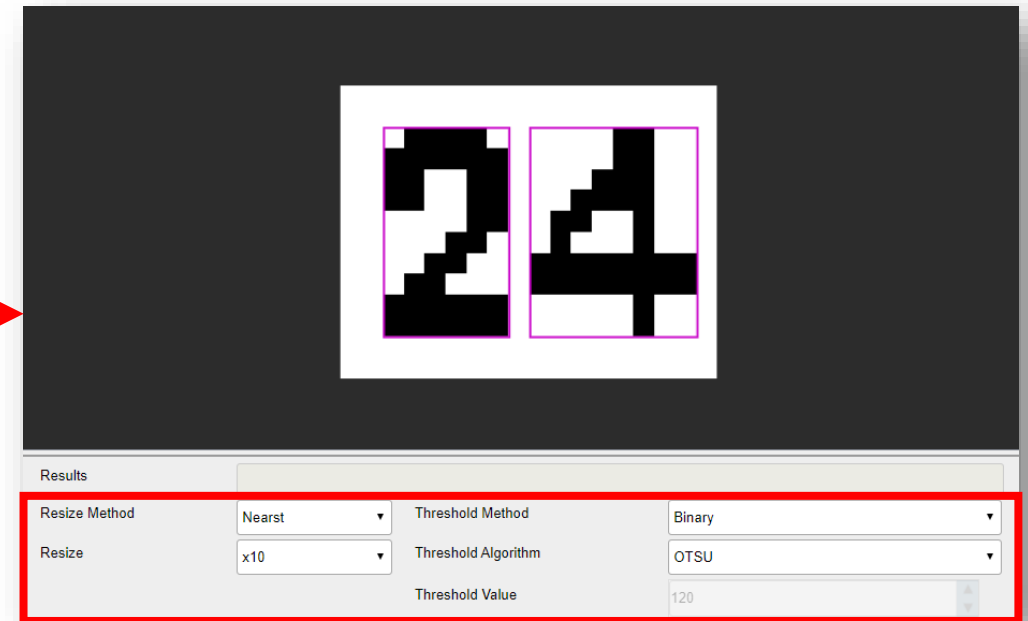 24
Results
Resize Method Nearst Threshold Method Binary
Resize x10 Threshold Algorithm OTSU
Threshold Value 120